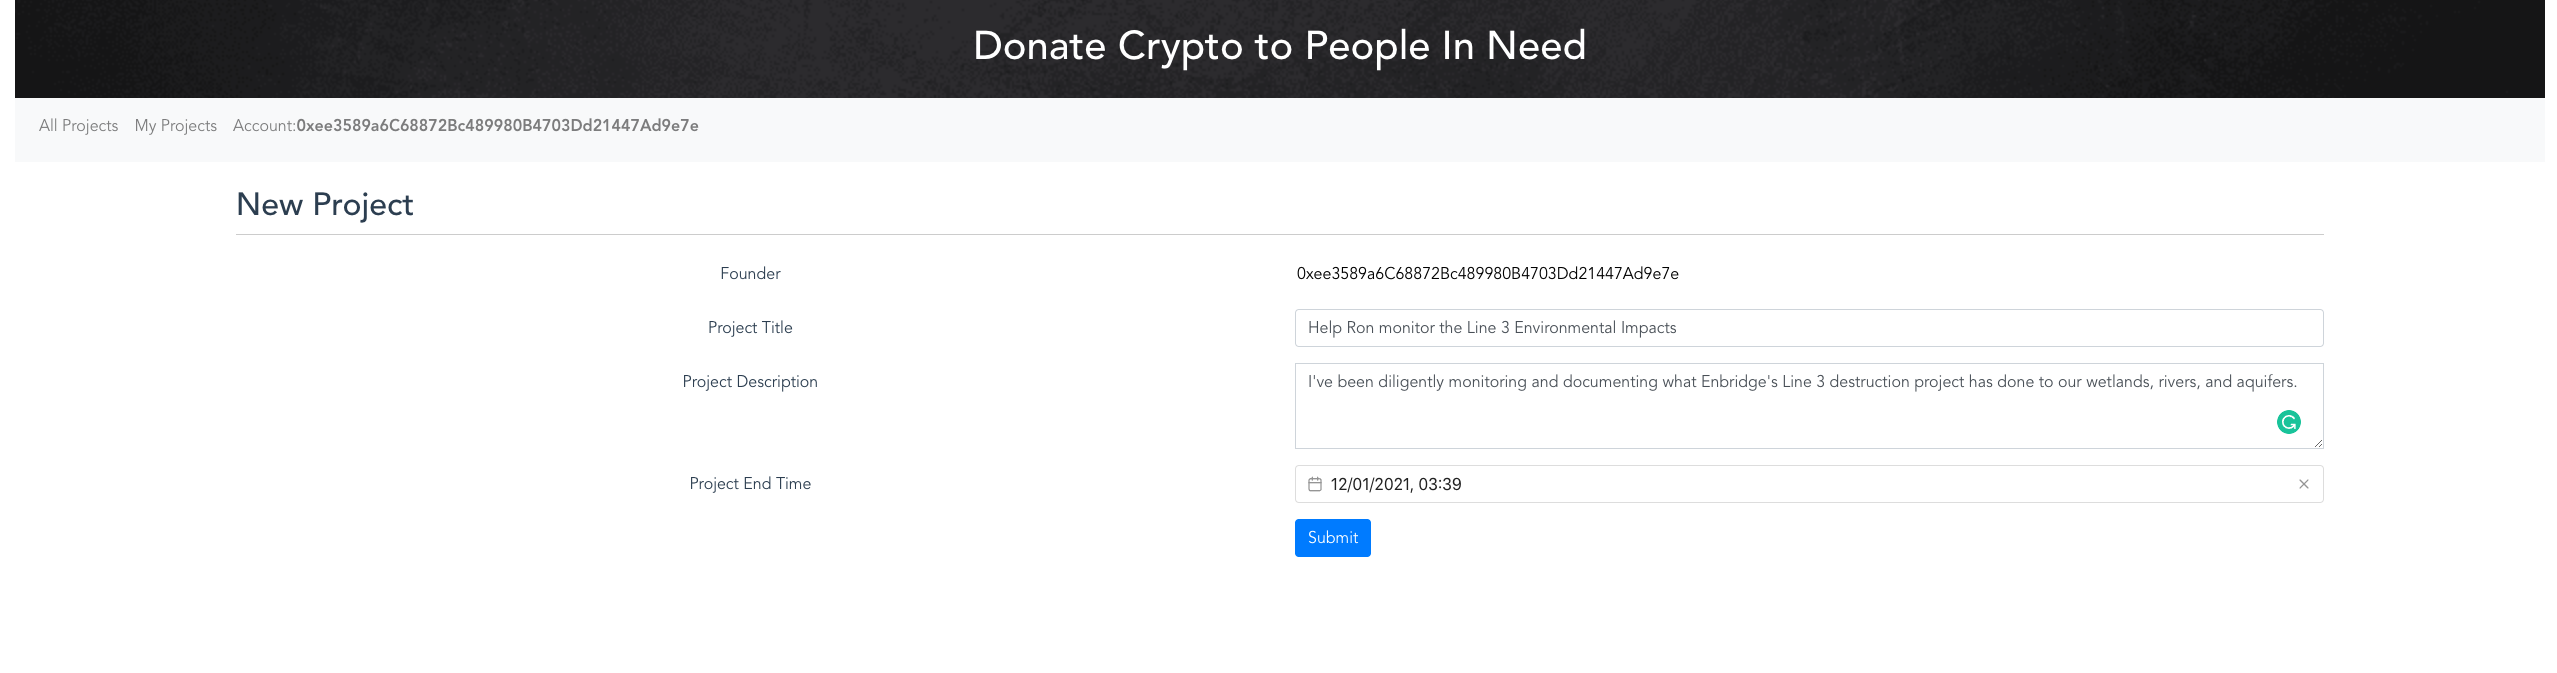 Donate Crypto to People In Need
All Projects My Projects Account:0xee3589a6C68872Bc489980B4703Dd21447Ad9e7e
New Project
Founder 0xee3589a6C68872Bc489980B4703Dd21447Ad9e7e
Project Title Help Ron monitor the Line 3 Environmental Impacts
Project Description I've been diligently monitoring and documenting what Enbridge's Line 3 destruction project has done to our wetlands, rivers, and aquifers.
Project End Time 12/01/2021, 03:39
Submit